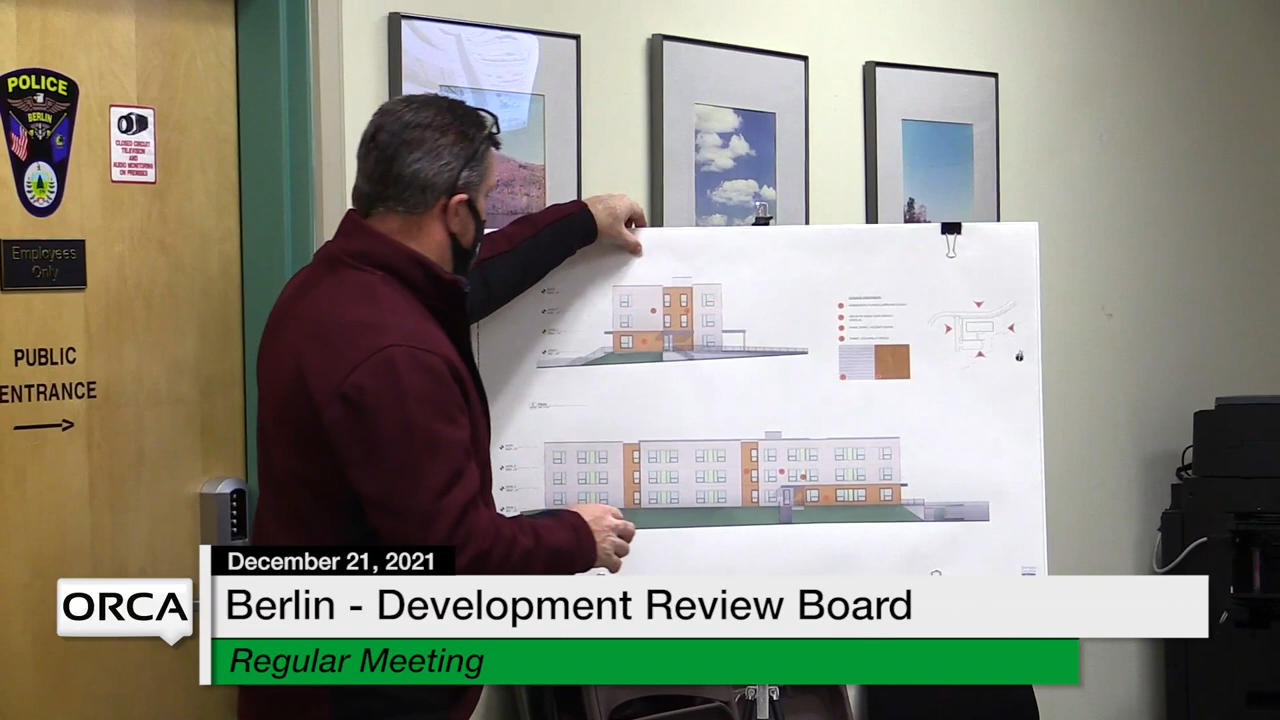 POLICE
BERLIN
CLOSED CIRCUIT
TELEVISION
AND
AUDIO MONITORING
ON PREMISES
Employees
Only
PUBLIC
ENTRANCE
December 21, 2021
ORCA
Berlin - Development Review Board
Regular Meeting